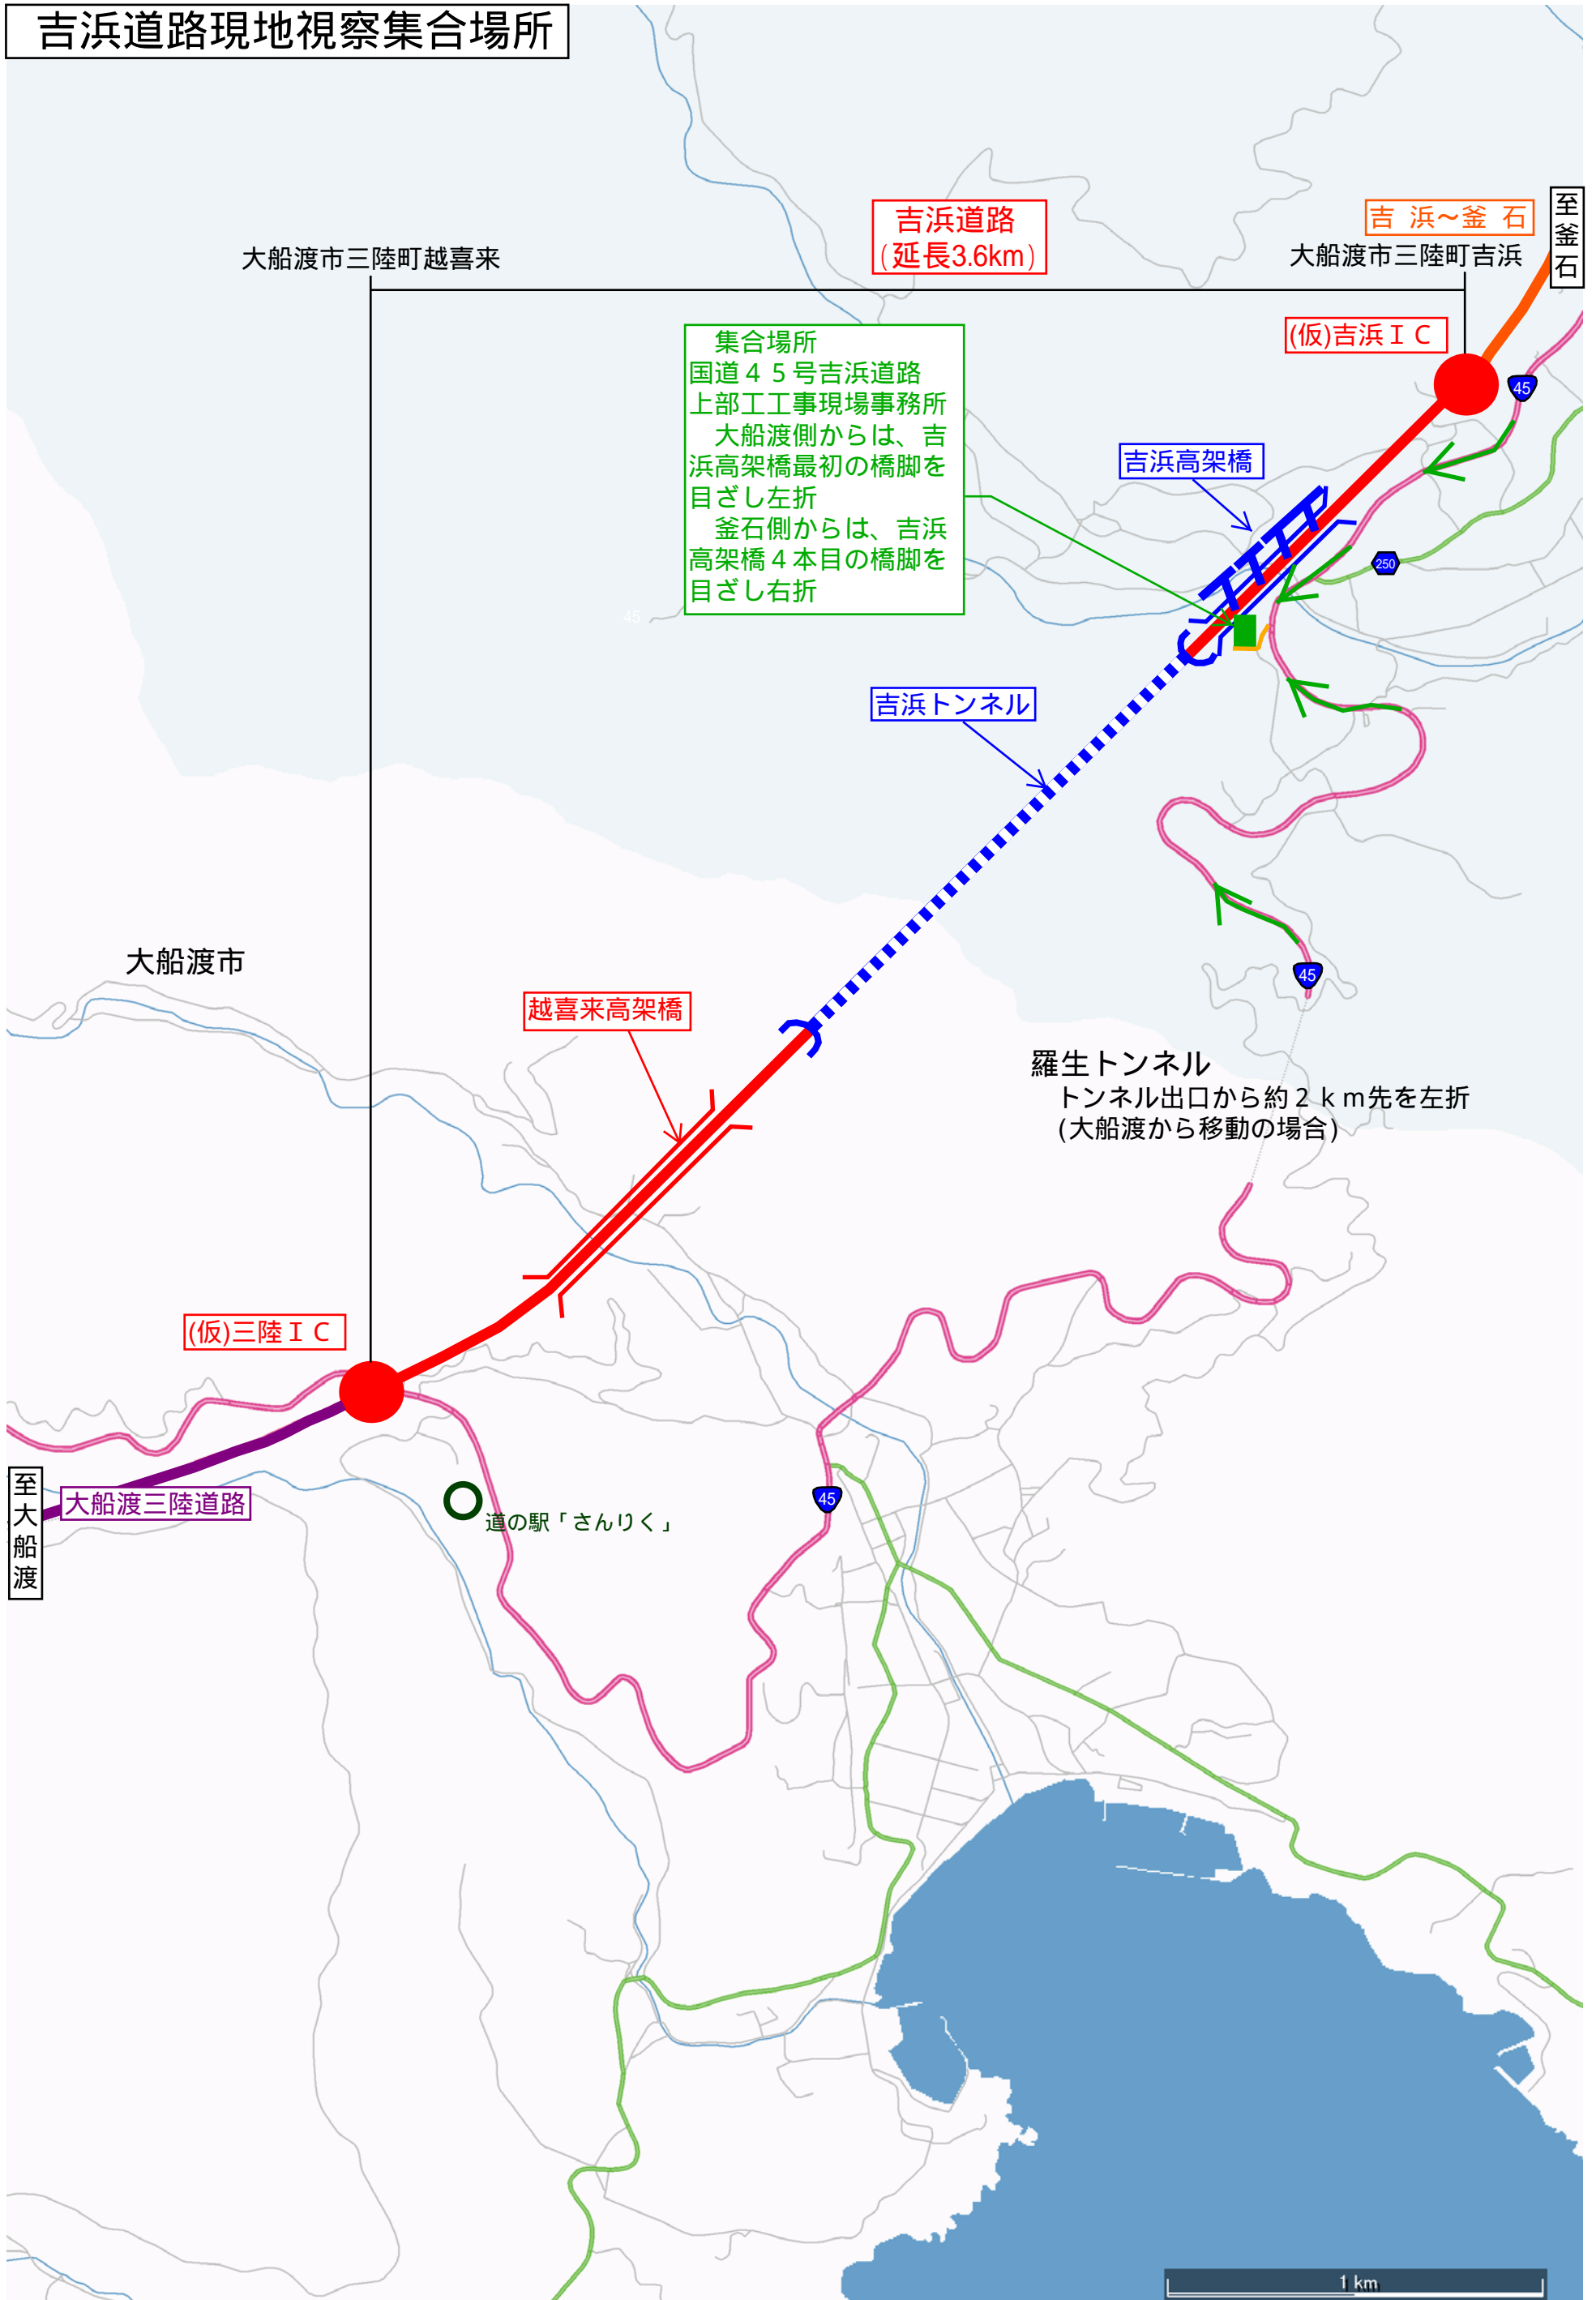 吉浜道路現地視察集合場所
吉浜道路
(延長3.6km)
吉 浜～釜 石
至釜石
大船渡市三陸町越喜来
大船渡市三陸町吉浜
(仮)吉浜ＩＣ
集合場所
国道４５号吉浜道路
上部工工事現場事務所
大船渡側からは、吉
浜高架橋最初の橋脚を
目ざし左折
釜石側からは、吉浜
高架橋４本目の橋脚を
目ざし右折
45
吉浜高架橋
250
45
吉浜トンネル
大船渡市
45
越喜来高架橋
羅生トンネル
トンネル出口から約２ｋｍ先を左折
(大船渡から移動の場合)
(仮)三陸ＩＣ
至大船渡
大船渡三陸道路
45
道の駅「さんりく」
1 km